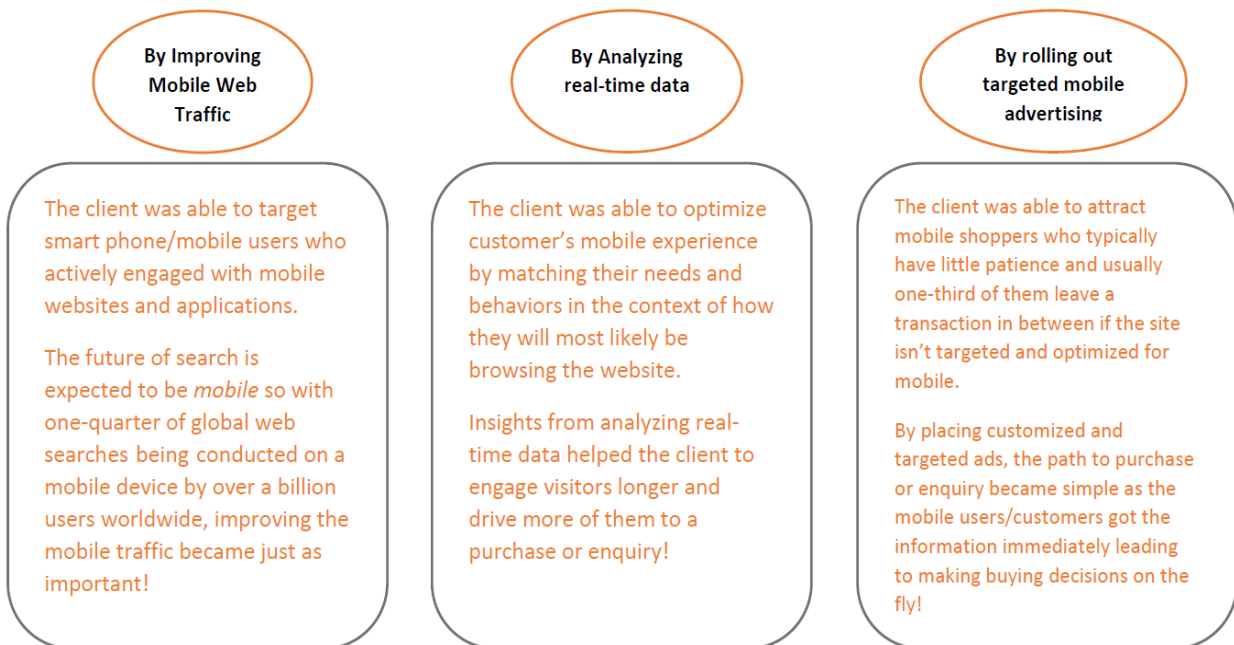 By Improving
Mobile Web
Traffic
The client was able to target
smart phone/mobile users who
actively engaged with mobile
websites and applications.
The future of search is
expected to be mobile so with
one-quarter of global web
searches being conducted on a
mobile device by over a billion
users worldwide, improving the
mobile traffic became just as
important!
By Analyzing
real-time data
The client was able to optimize
customer’s mobile experience
by matching their needs and
behaviors in the context of how
they will most likely be
browsing the website.
Insights from analyzing real-
time data helped the client to
engage visitors longer and
drive more of them to a
purchase or enquiry!
By rolling out
targeted mobile
advertising
The client was able to attract
mobile shoppers who typically
have little patience and usually
one-third of them leave a
transaction in between if the site
isn’t targeted and optimized for
mobile.
By placing customized and
targeted ads, the path to purchase
or enquiry became simple as the
mobile users/customers got the
information immediately leading
to making buying decisions on the
fly!